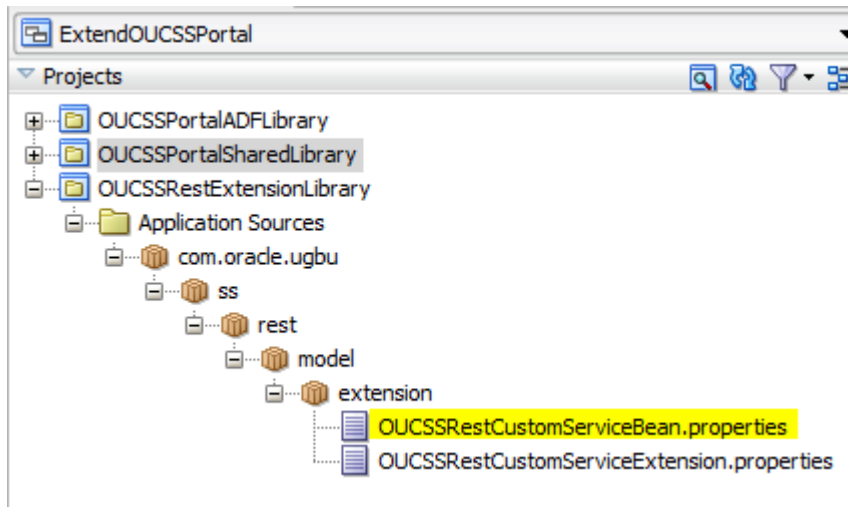 ExtendOUCSSPortal
Projects
OUCSSPortalADFLibrary
OUCSSPortalSharedLibrary
OUCSSRestExtensionLibrary
Application Sources
com.oracle.ugbu
ss
rest
model
extension
OUCSSRestCustomServiceBean.properties
OUCSSRestCustomServiceExtension.properties